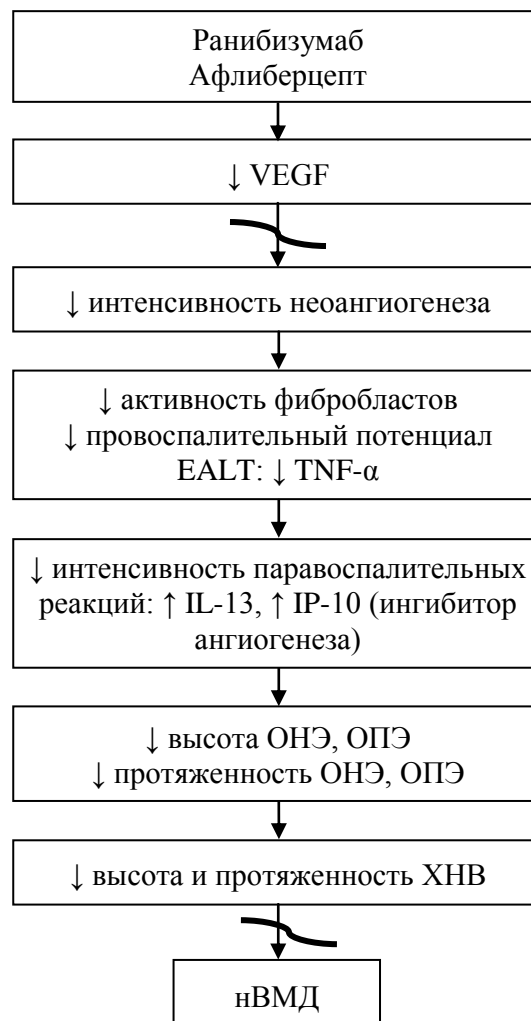 Ранибизумаб
Афлиберцепт
↓ VEGF
↓ интенсивность неоангиогенеза
↓ активность фибробластов
↓ провоспалительный потенциал
EALT: ↓ TNF-α
↓ интенсивность паравоспалительных
реакций: ↑ IL-13, ↑ IP-10 (ингибитор
ангиогенеза)
↓ высота ОНЭ, ОПЭ
↓ протяженность ОНЭ, ОПЭ
↓ высота и протяженность ХНВ
нВМД